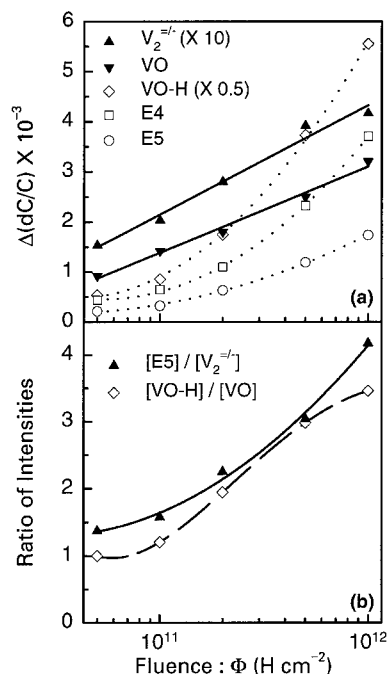 V₂⁼ᐟ⁻ (X 10)
VO
VO-H (X 0.5)
E4
E5
Δ(dC/C) X 10⁻³
6
5
4
3
2
1
0
(a)
[E5] / [V₂⁼ᐟ⁻]
[VO-H] / [VO]
Ratio of Intensities
4
3
2
1
0
(b)
10¹¹
10¹²
Fluence : Φ (H cm⁻²)